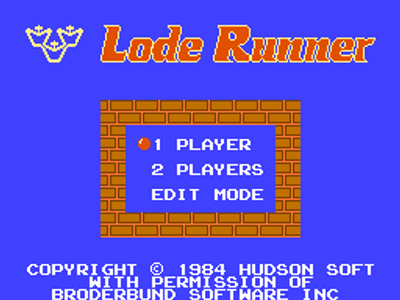 Lode Runner
1 PLAYER
2 PLAYERS
EDIT MODE
COPYRIGHT © 1984 HUDSON SOFT
WITH PERMISSION OF
BRODERBUND SOFTWARE INC